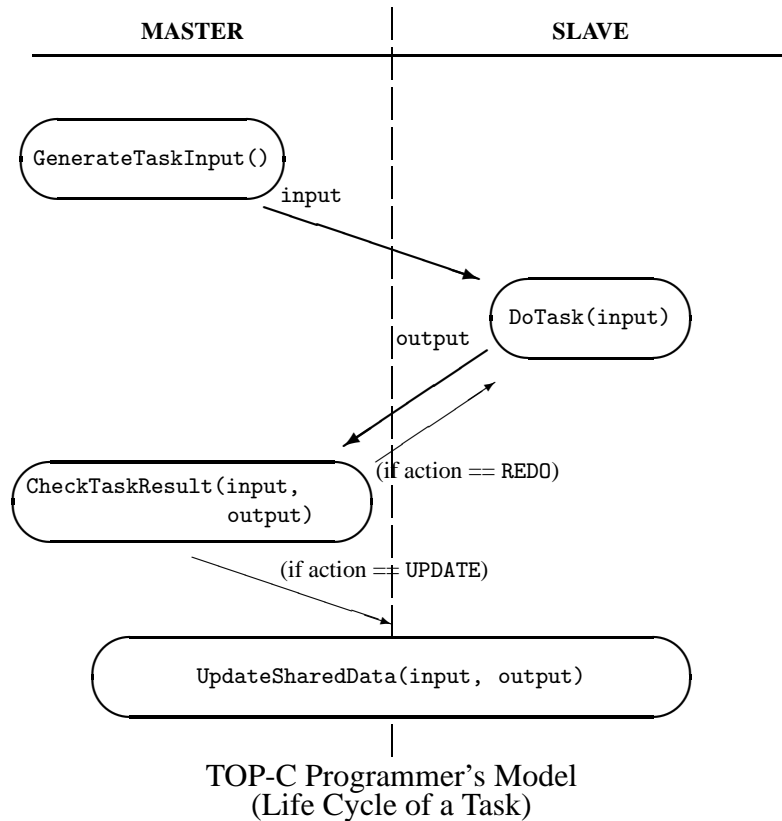 MASTER
SLAVE
GenerateTaskInput()
input
DoTask(input)
output
(if action == REDO)
CheckTaskResult(input,
output)
(if action == UPDATE)
UpdateSharedData(input, output)
TOP-C Programmer's Model
(Life Cycle of a Task)